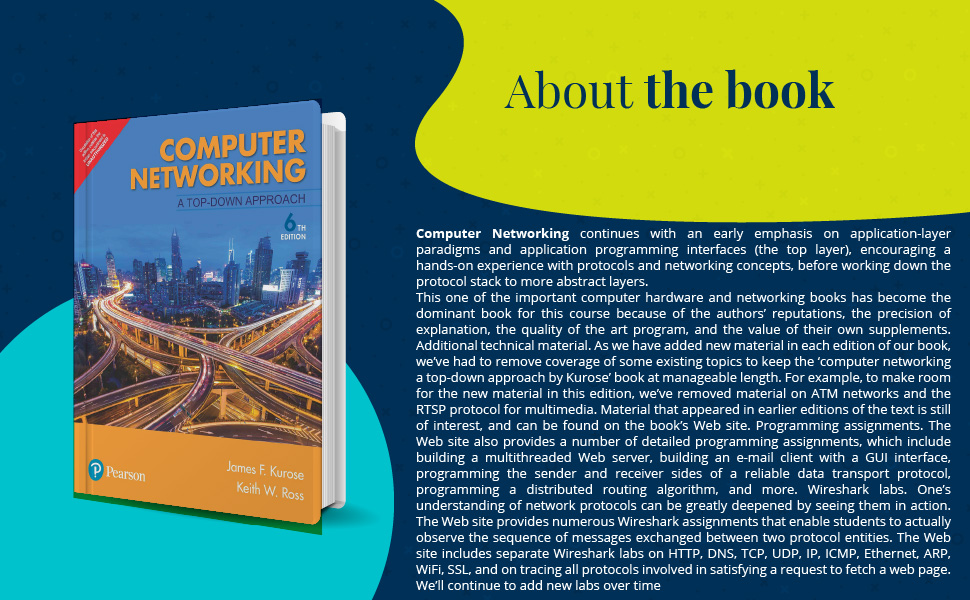 About the book
COMPUTER
NETWORKING
A TOP-DOWN APPROACH
6TH
EDITION
Pearson
James F. Kurose
Keith W. Ross
Computer Networking continues with an early emphasis on application-layer
paradigms and application programming interfaces (the top layer), encouraging a
hands-on experience with protocols and networking concepts, before working down the
protocol stack to more abstract layers.
This one of the important computer hardware and networking books has become the
dominant book for this course because of the authors' reputations, the precision of
explanation, the quality of the art program, and the value of their own supplements.
Additional technical material. As we have added new material in each edition of our book,
we've had to remove coverage of some existing topics to keep the 'computer networking
a top-down approach by Kurose' book at manageable length. For example, to make room
for the new material in this edition, we've removed material on ATM networks and the
RTSP protocol for multimedia. Material that appeared in earlier editions of the text is still
of interest, and can be found on the book's Web site. Programming assignments. The
Web site also provides a number of detailed programming assignments, which include
building a multithreaded Web server, building an e-mail client with a GUI interface,
programming the sender and receiver sides of a reliable data transport protocol,
programming a distributed routing algorithm, and more. Wireshark labs. One's
understanding of network protocols can be greatly deepened by seeing them in action.
The Web site provides numerous Wireshark assignments that enable students to actually
observe the sequence of messages exchanged between two protocol entities. The Web
site includes separate Wireshark labs on HTTP, DNS, TCP, UDP, IP, ICMP, Ethernet, ARP,
WiFi, SSL, and on tracing all protocols involved in satisfying a request to fetch a web page.
We'll continue to add new labs over time